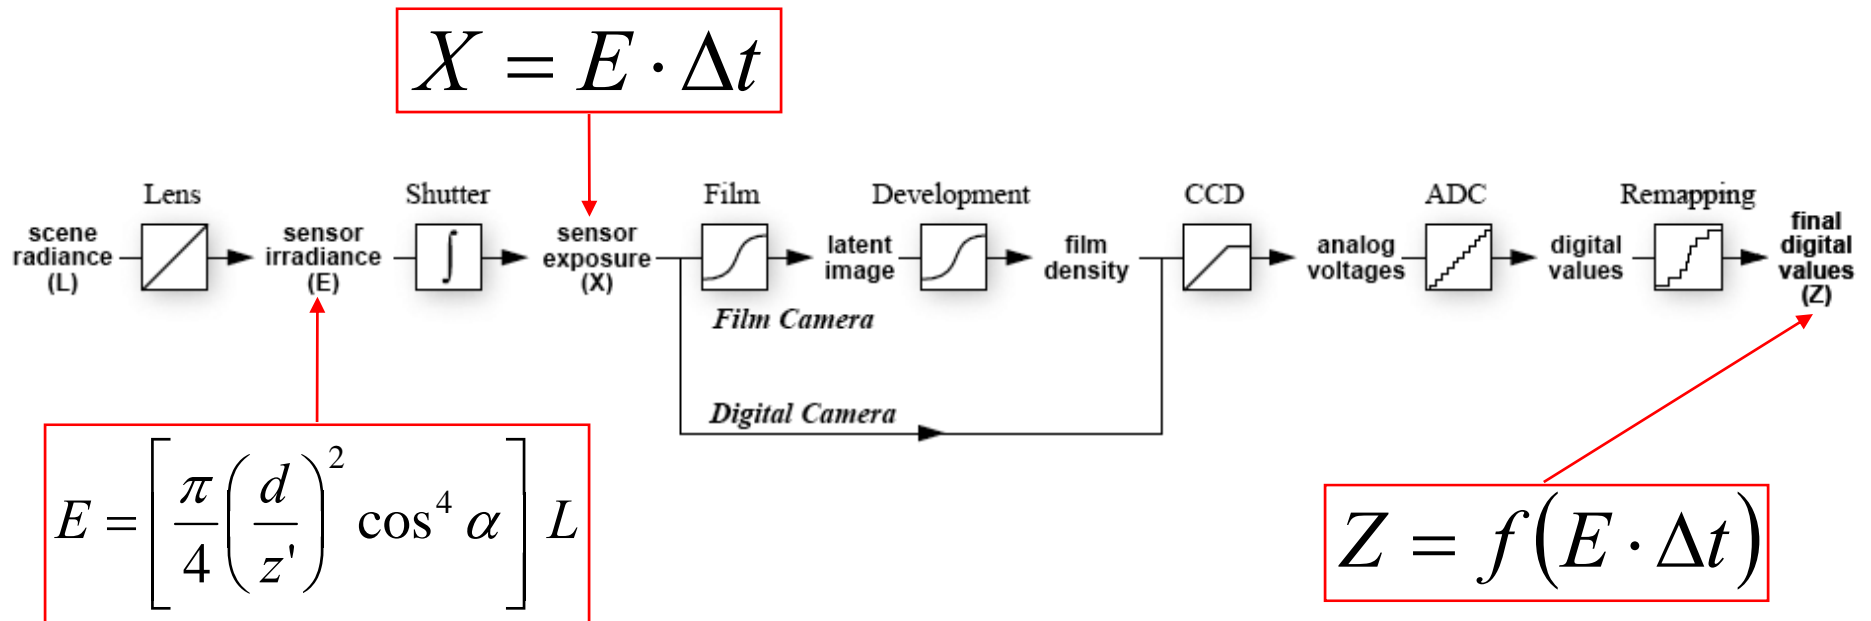 X = E · Δt
Lens
Shutter
Film
Development
CCD
ADC
Remapping
scene
radiance
(L)
sensor
irradiance
(E)
sensor
exposure
(X)
latent
image
film
density
analog
voltages
digital
values
final
digital
values
(Z)
∫
Film Camera
Digital Camera
E = [ π/4 ( d/z' )² cos⁴ α ] L
Z = f(E · Δt)